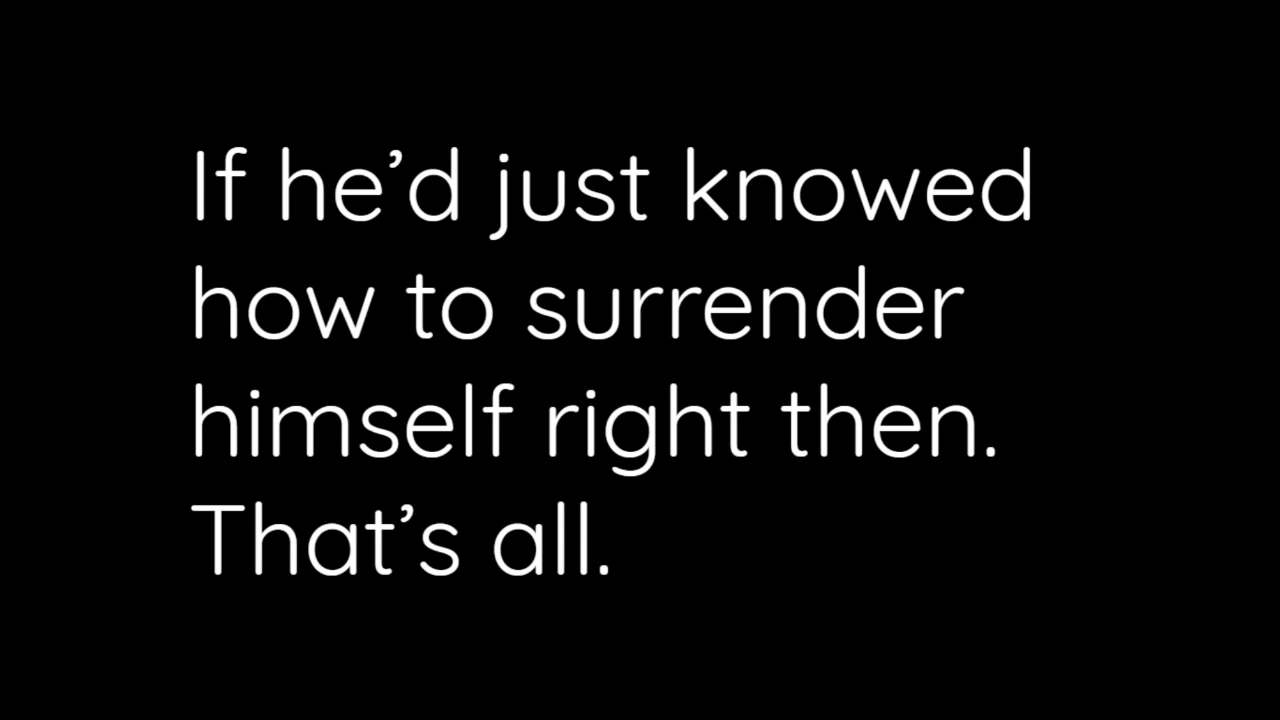 If he’d just knowed
how to surrender
himself right then.
That’s all.